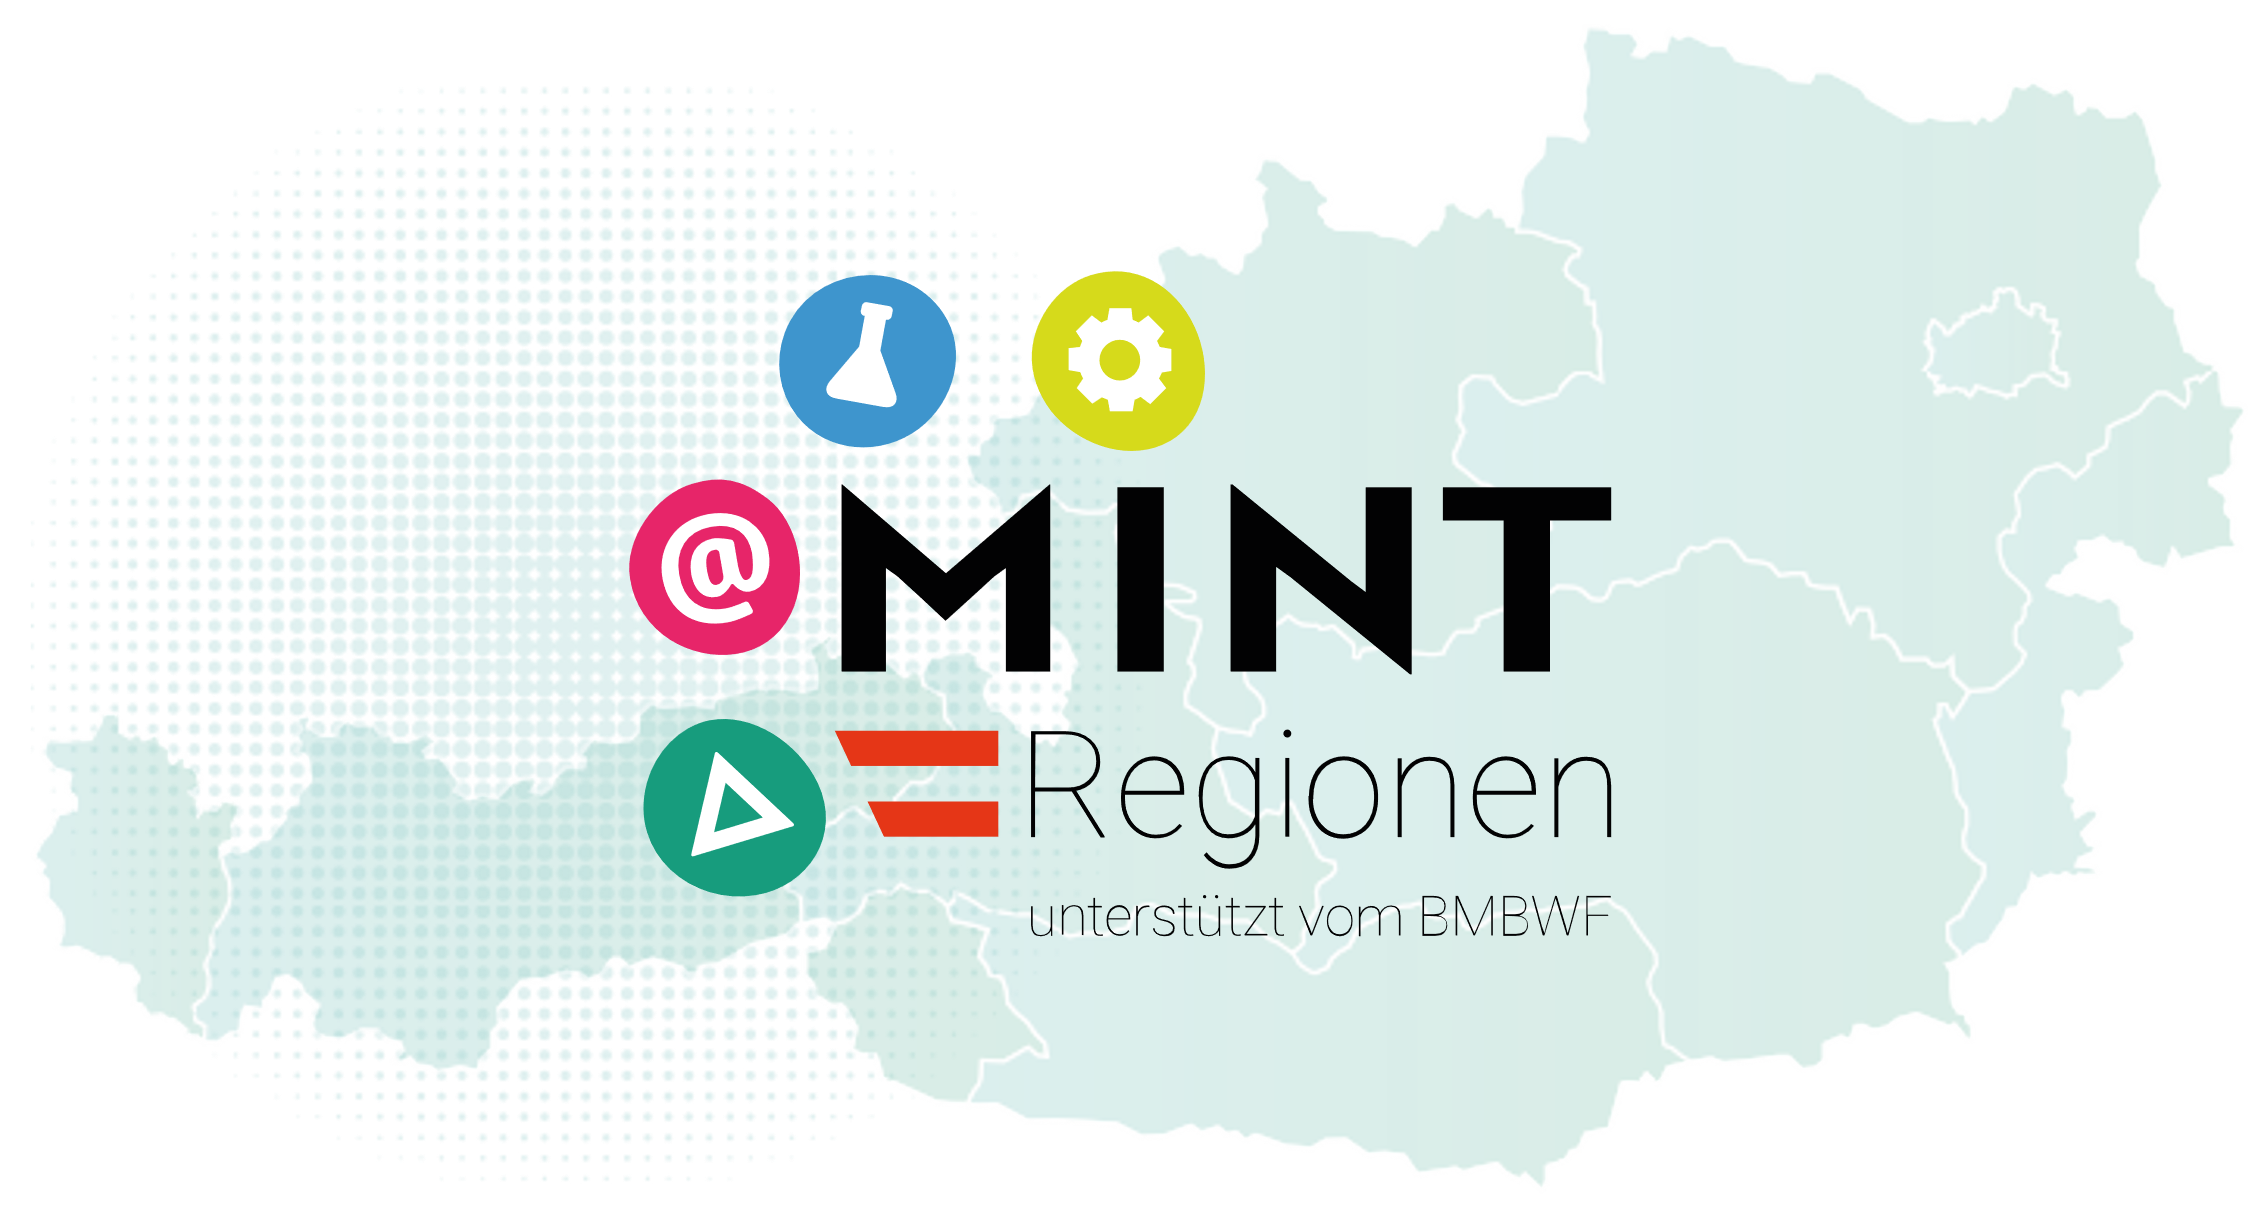 @
MINT
Regionen
unterstützt vom BMBWF